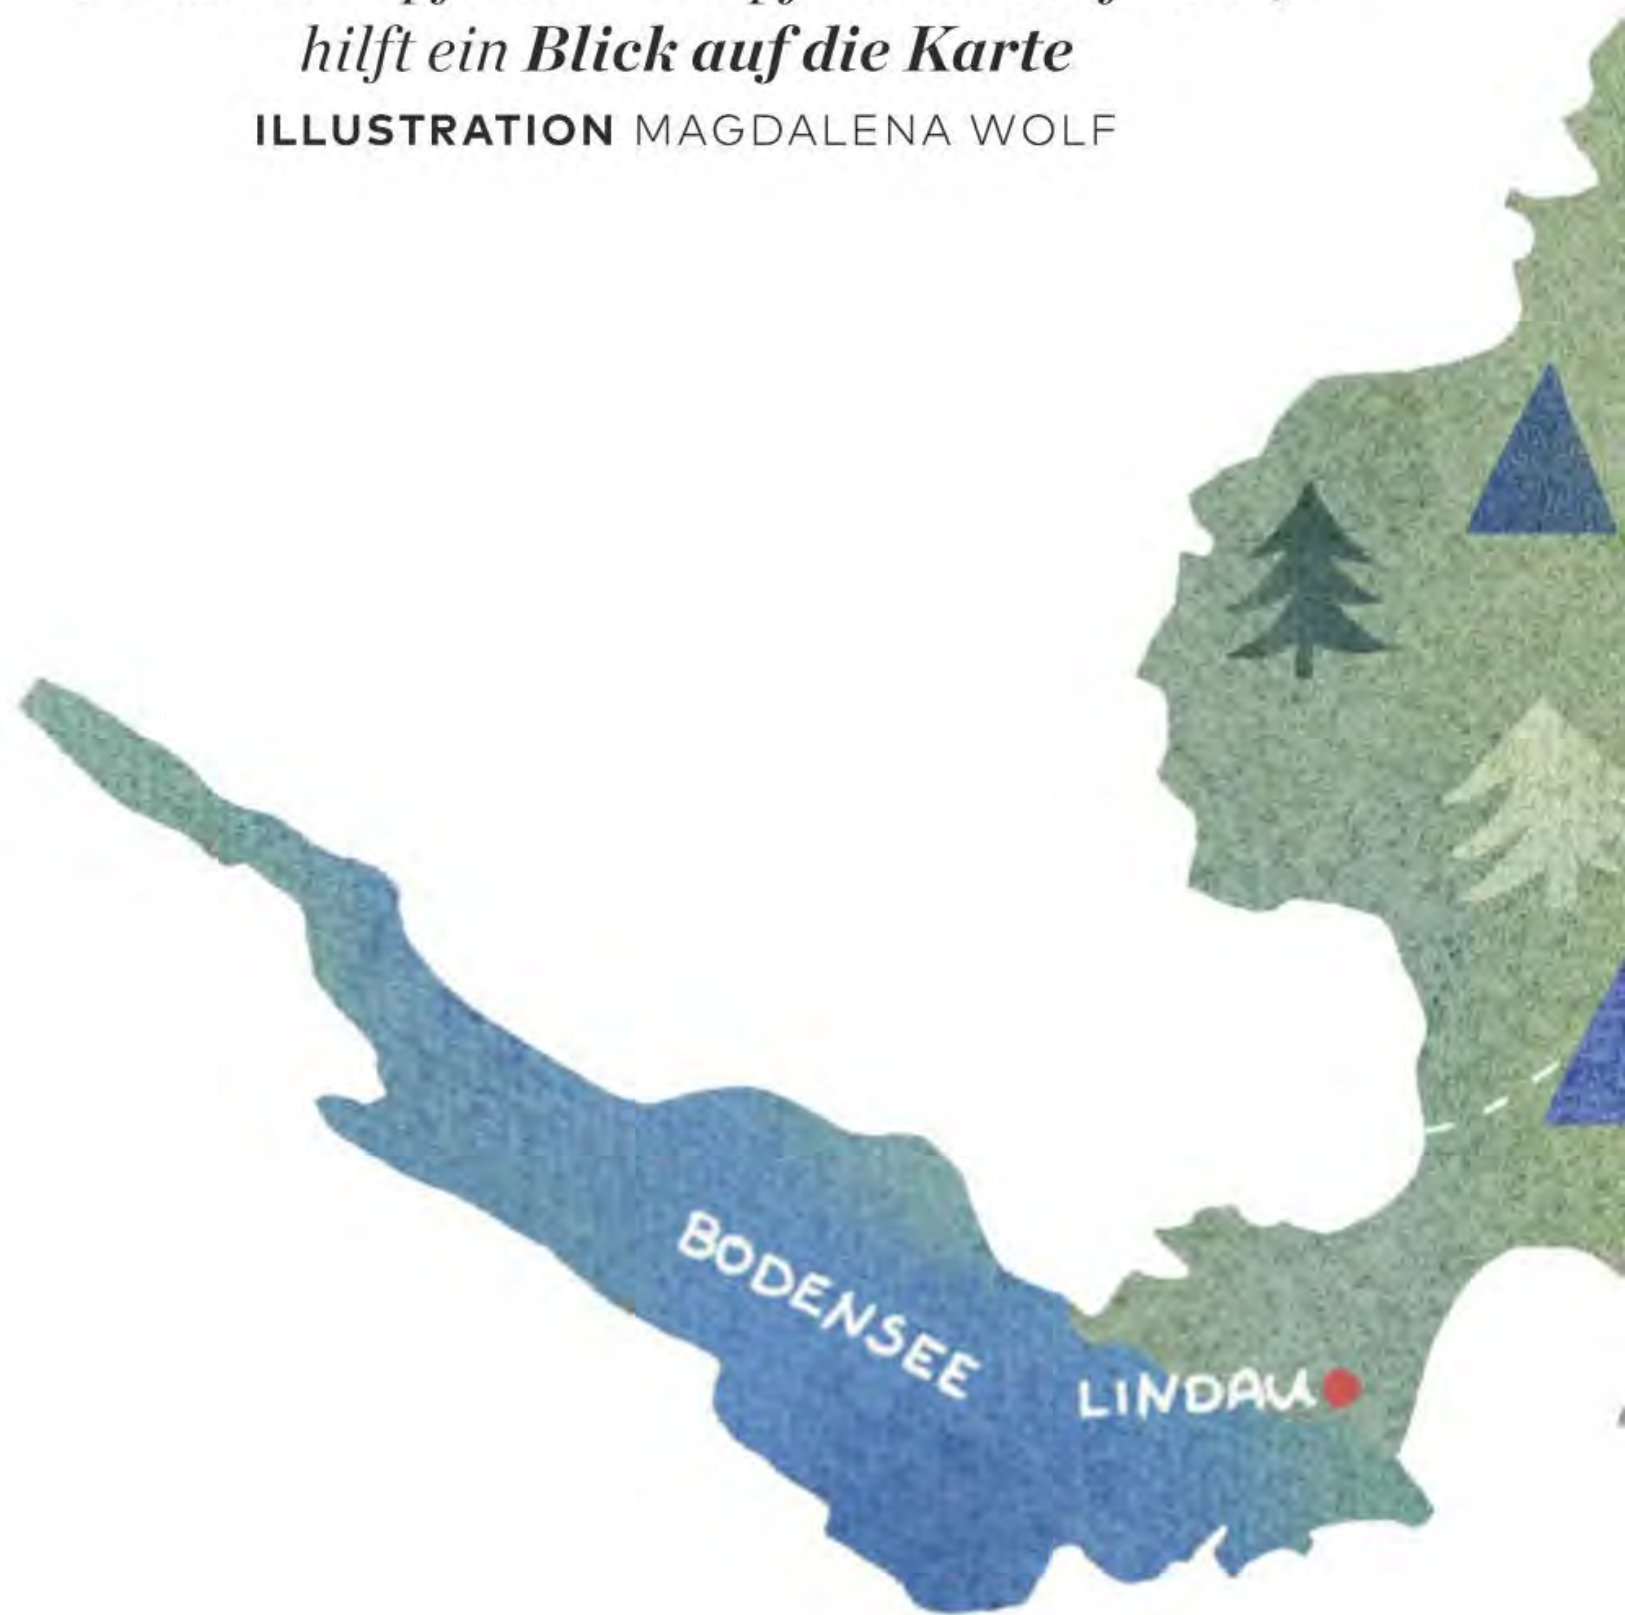 hilft ein Blick auf die Karte
ILLUSTRATION MAGDALENA WOLF
BODENSEE
LINDAU